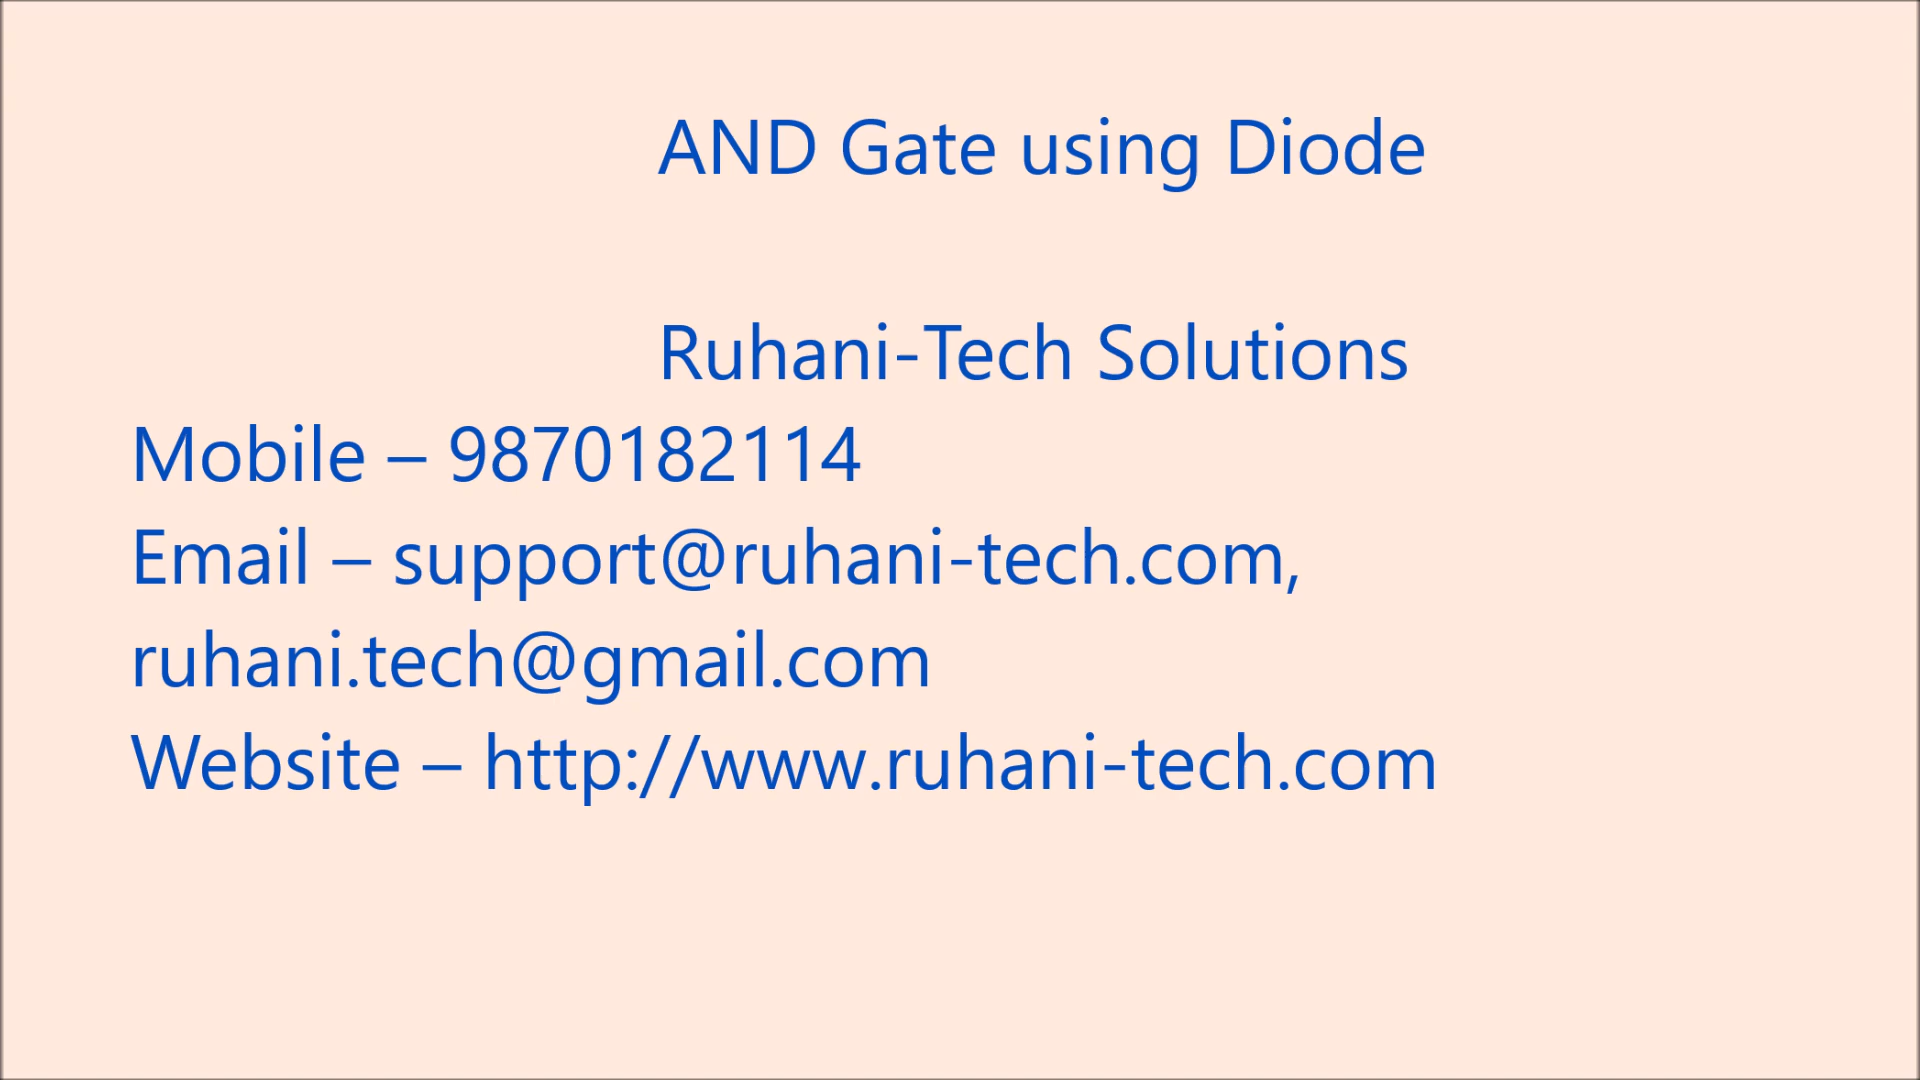 AND Gate using Diode
Ruhani-Tech Solutions
Mobile – 9870182114
Email – support@ruhani-tech.com,
ruhani.tech@gmail.com
Website – http://www.ruhani-tech.com